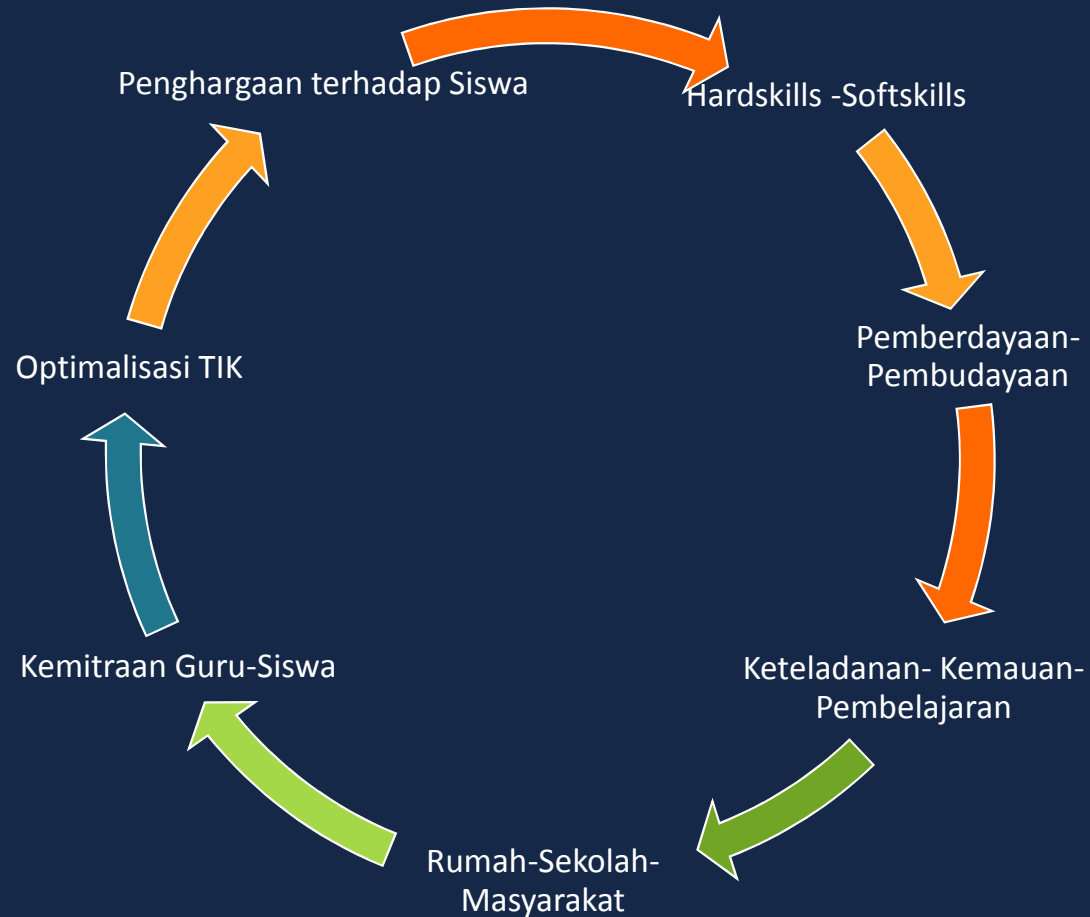 Penghargaan terhadap Siswa
Hardskills -Softskills
Pemberdayaan-
Pembudayaan
Keteladanan- Kemauan-
Pembelajaran
Rumah-Sekolah-
Masyarakat
Kemitraan Guru-Siswa
Optimalisasi TIK